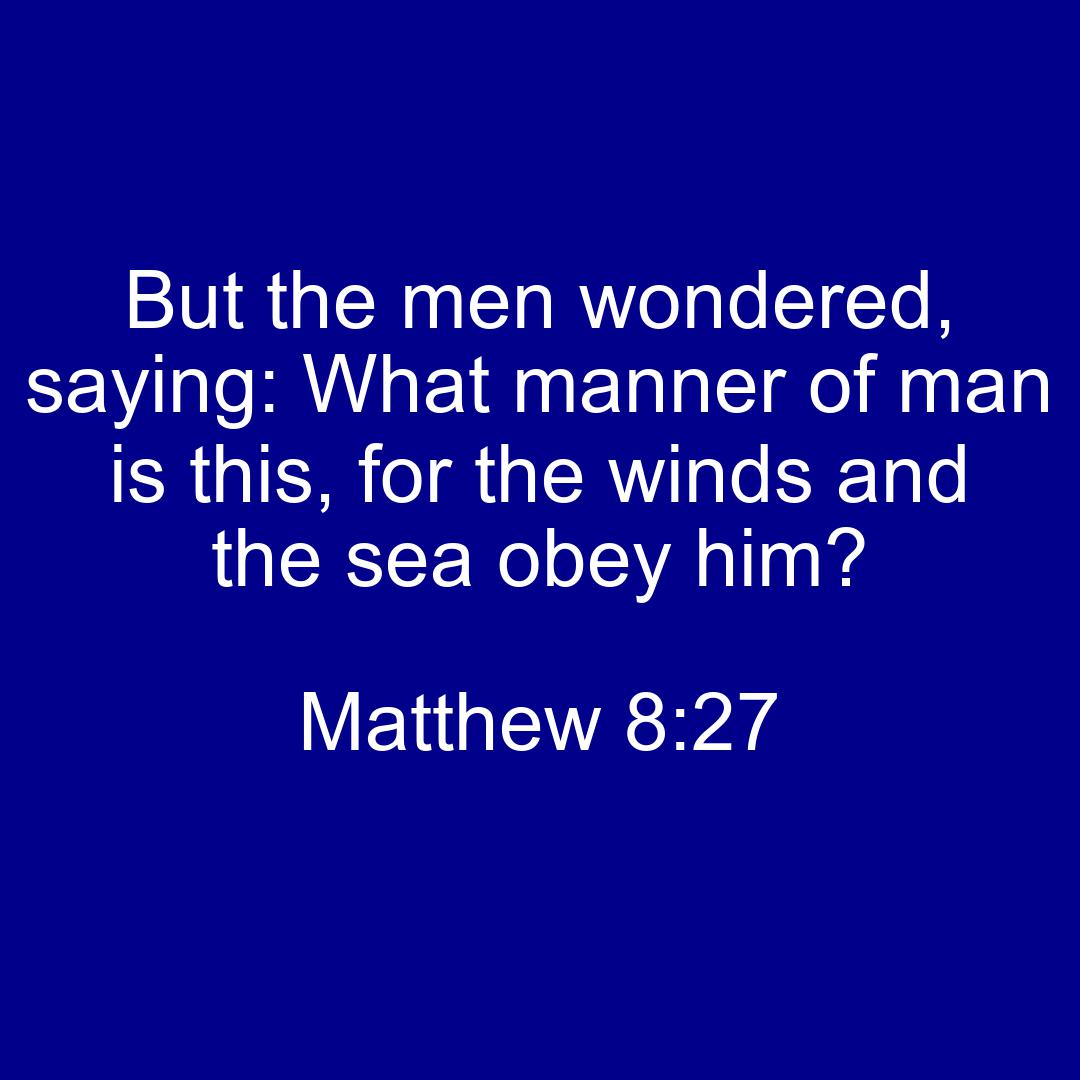 But the men wondered,
saying: What manner of man
is this, for the winds and
the sea obey him?
Matthew 8:27